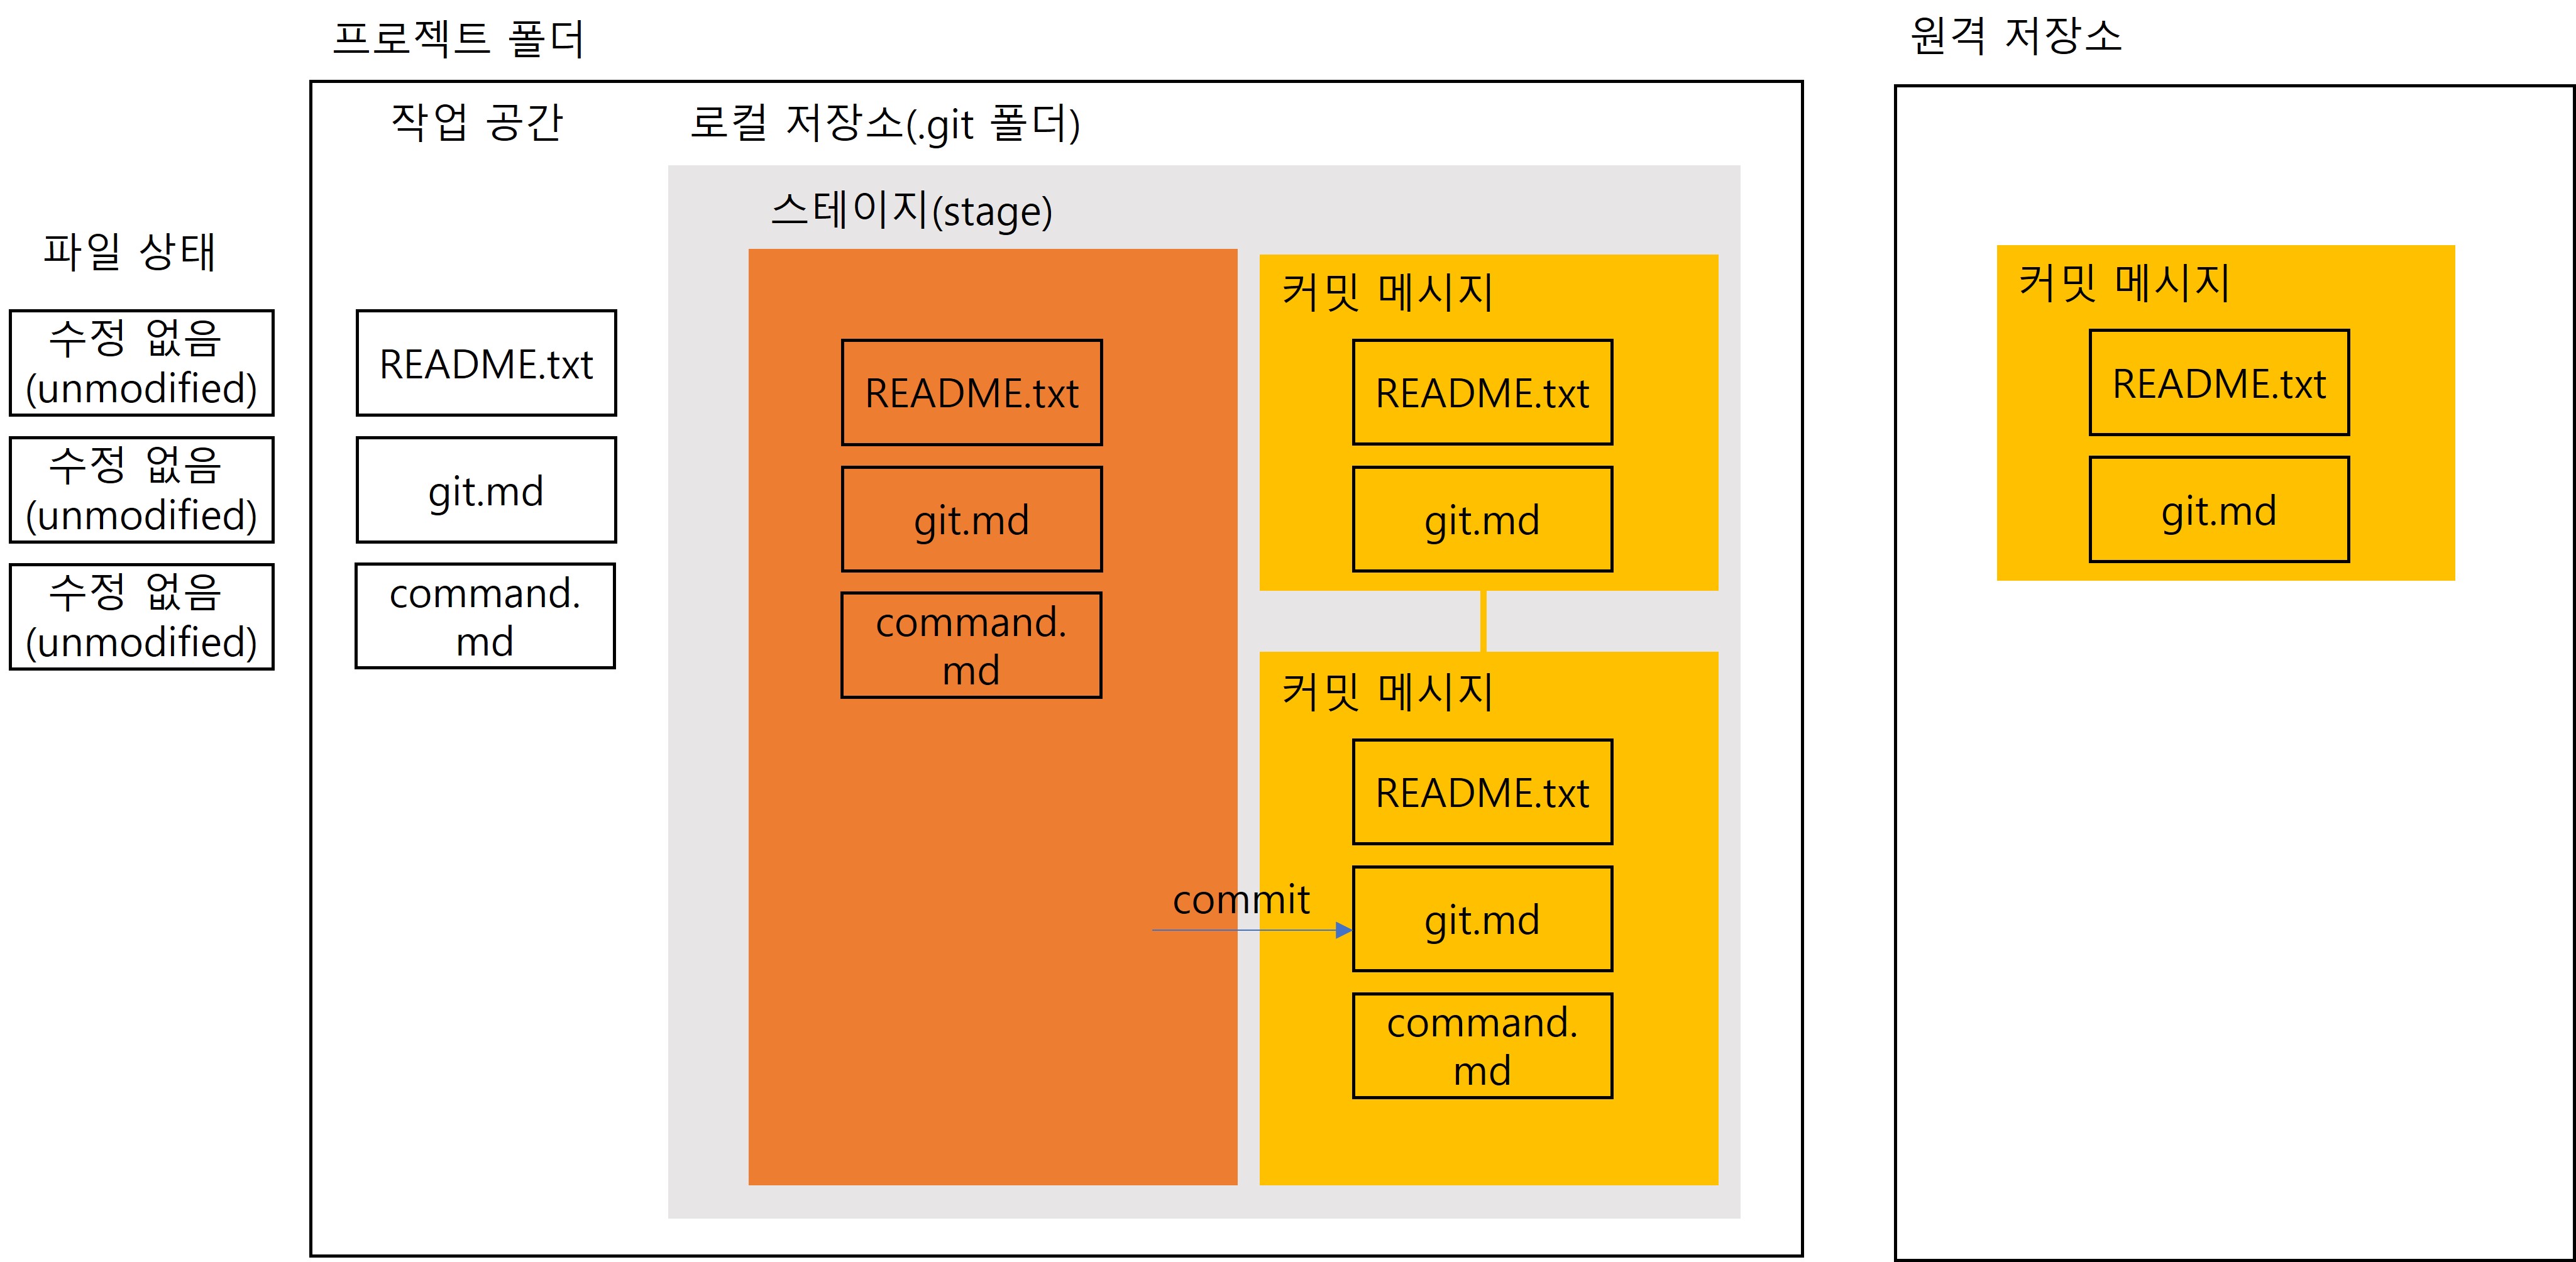 프로젝트 폴더
원격 저장소
작업 공간
로컬 저장소(.git 폴더)
스테이지(stage)
파일 상태
수정 없음
(unmodified)
수정 없음
(unmodified)
수정 없음
(unmodified)
README.txt
git.md
command.
md
README.txt
git.md
command.
md
커밋 메시지
README.txt
git.md
커밋 메시지
README.txt
commit
git.md
command.
md
커밋 메시지
README.txt
git.md